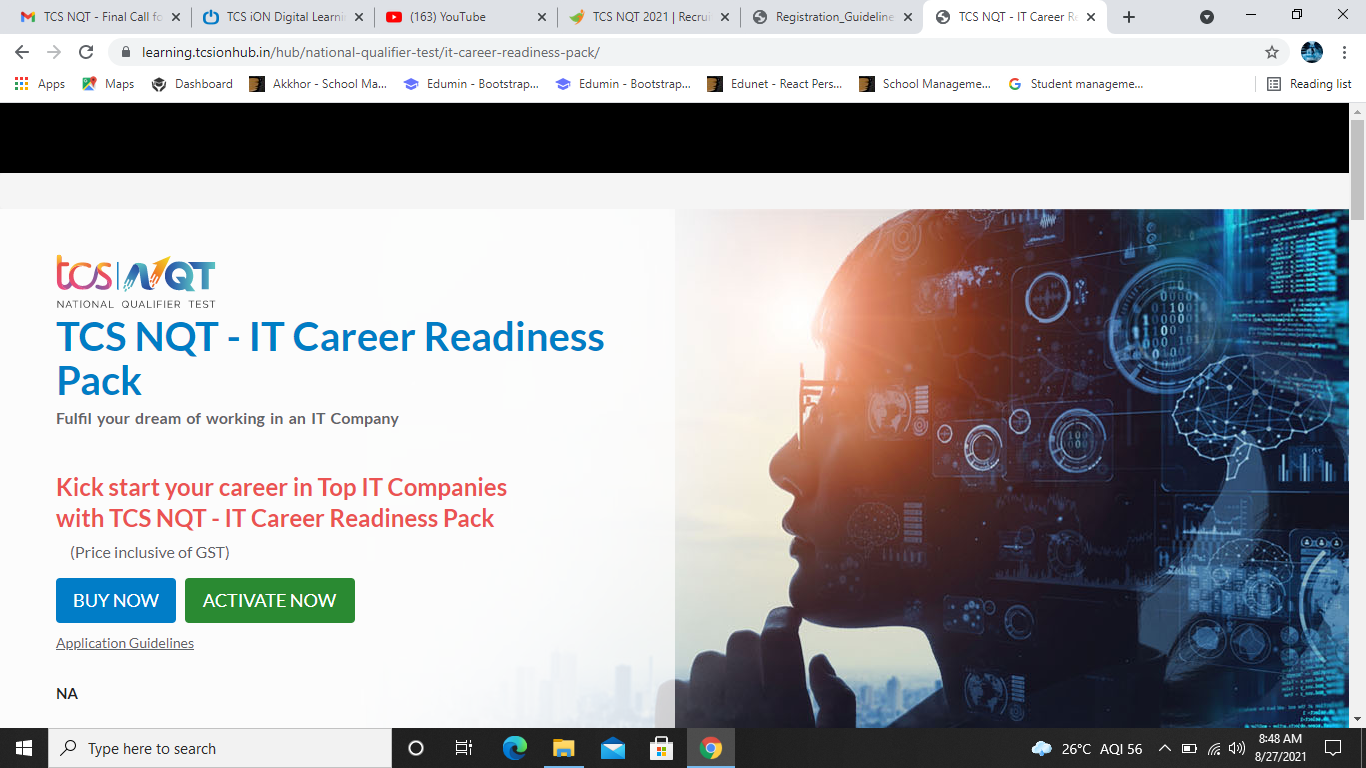 TCS NQT - Final Call fo
TCS iON Digital Learni
(163) YouTube
TCS NQT 2021 | Recrui
Registration_Guideline
TCS NQT - IT Career Re
learning.tcsionhub.in/hub/national-qualifier-test/it-career-readiness-pack/
Apps
Maps
Dashboard
Akkhor - School Ma...
Edumin - Bootstrap...
Edumin - Bootstrap...
Edunet - React Pers...
School Manageme...
Student manageme...
Reading list
tcs NQT
NATIONAL QUALIFIER TEST
TCS NQT - IT Career Readiness
Pack
Fulfil your dream of working in an IT Company
Kick start your career in Top IT Companies
with TCS NQT - IT Career Readiness Pack
(Price inclusive of GST)
BUY NOW
ACTIVATE NOW
Application Guidelines
NA
Type here to search
26°C AQI 56
8:48 AM
8/27/2021